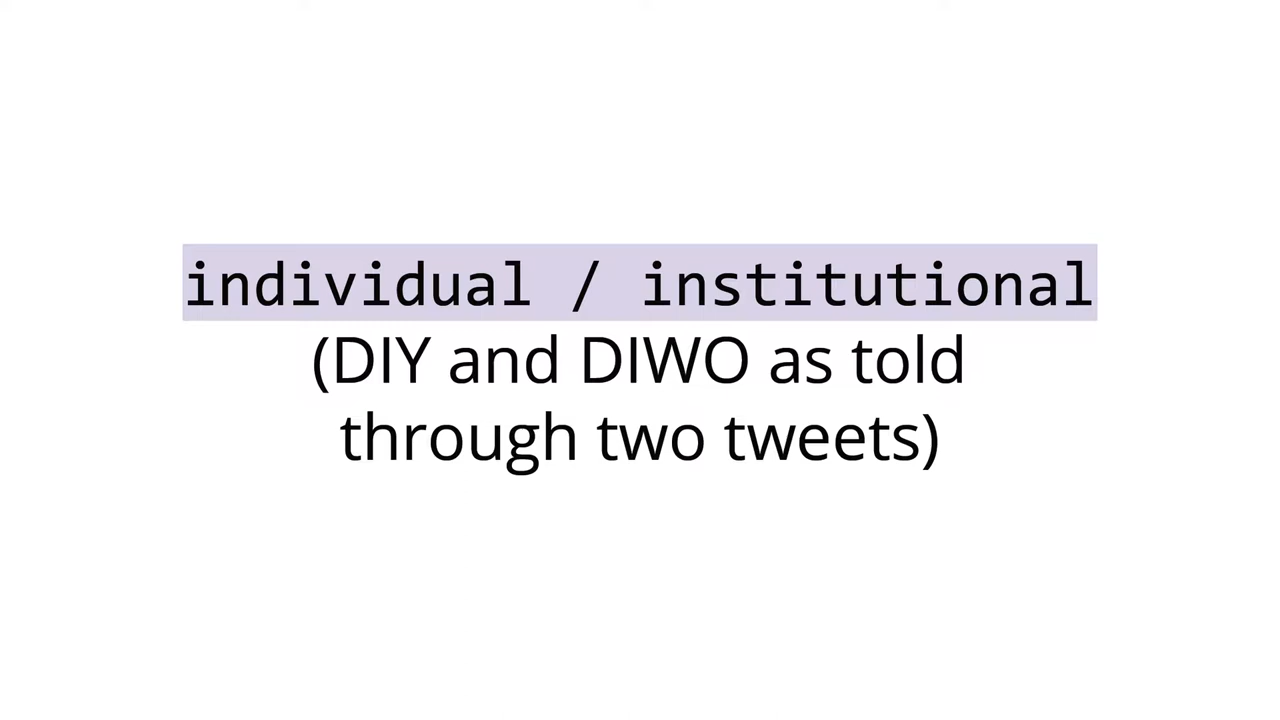 individual / institutional
(DIY and DIWO as told
through two tweets)